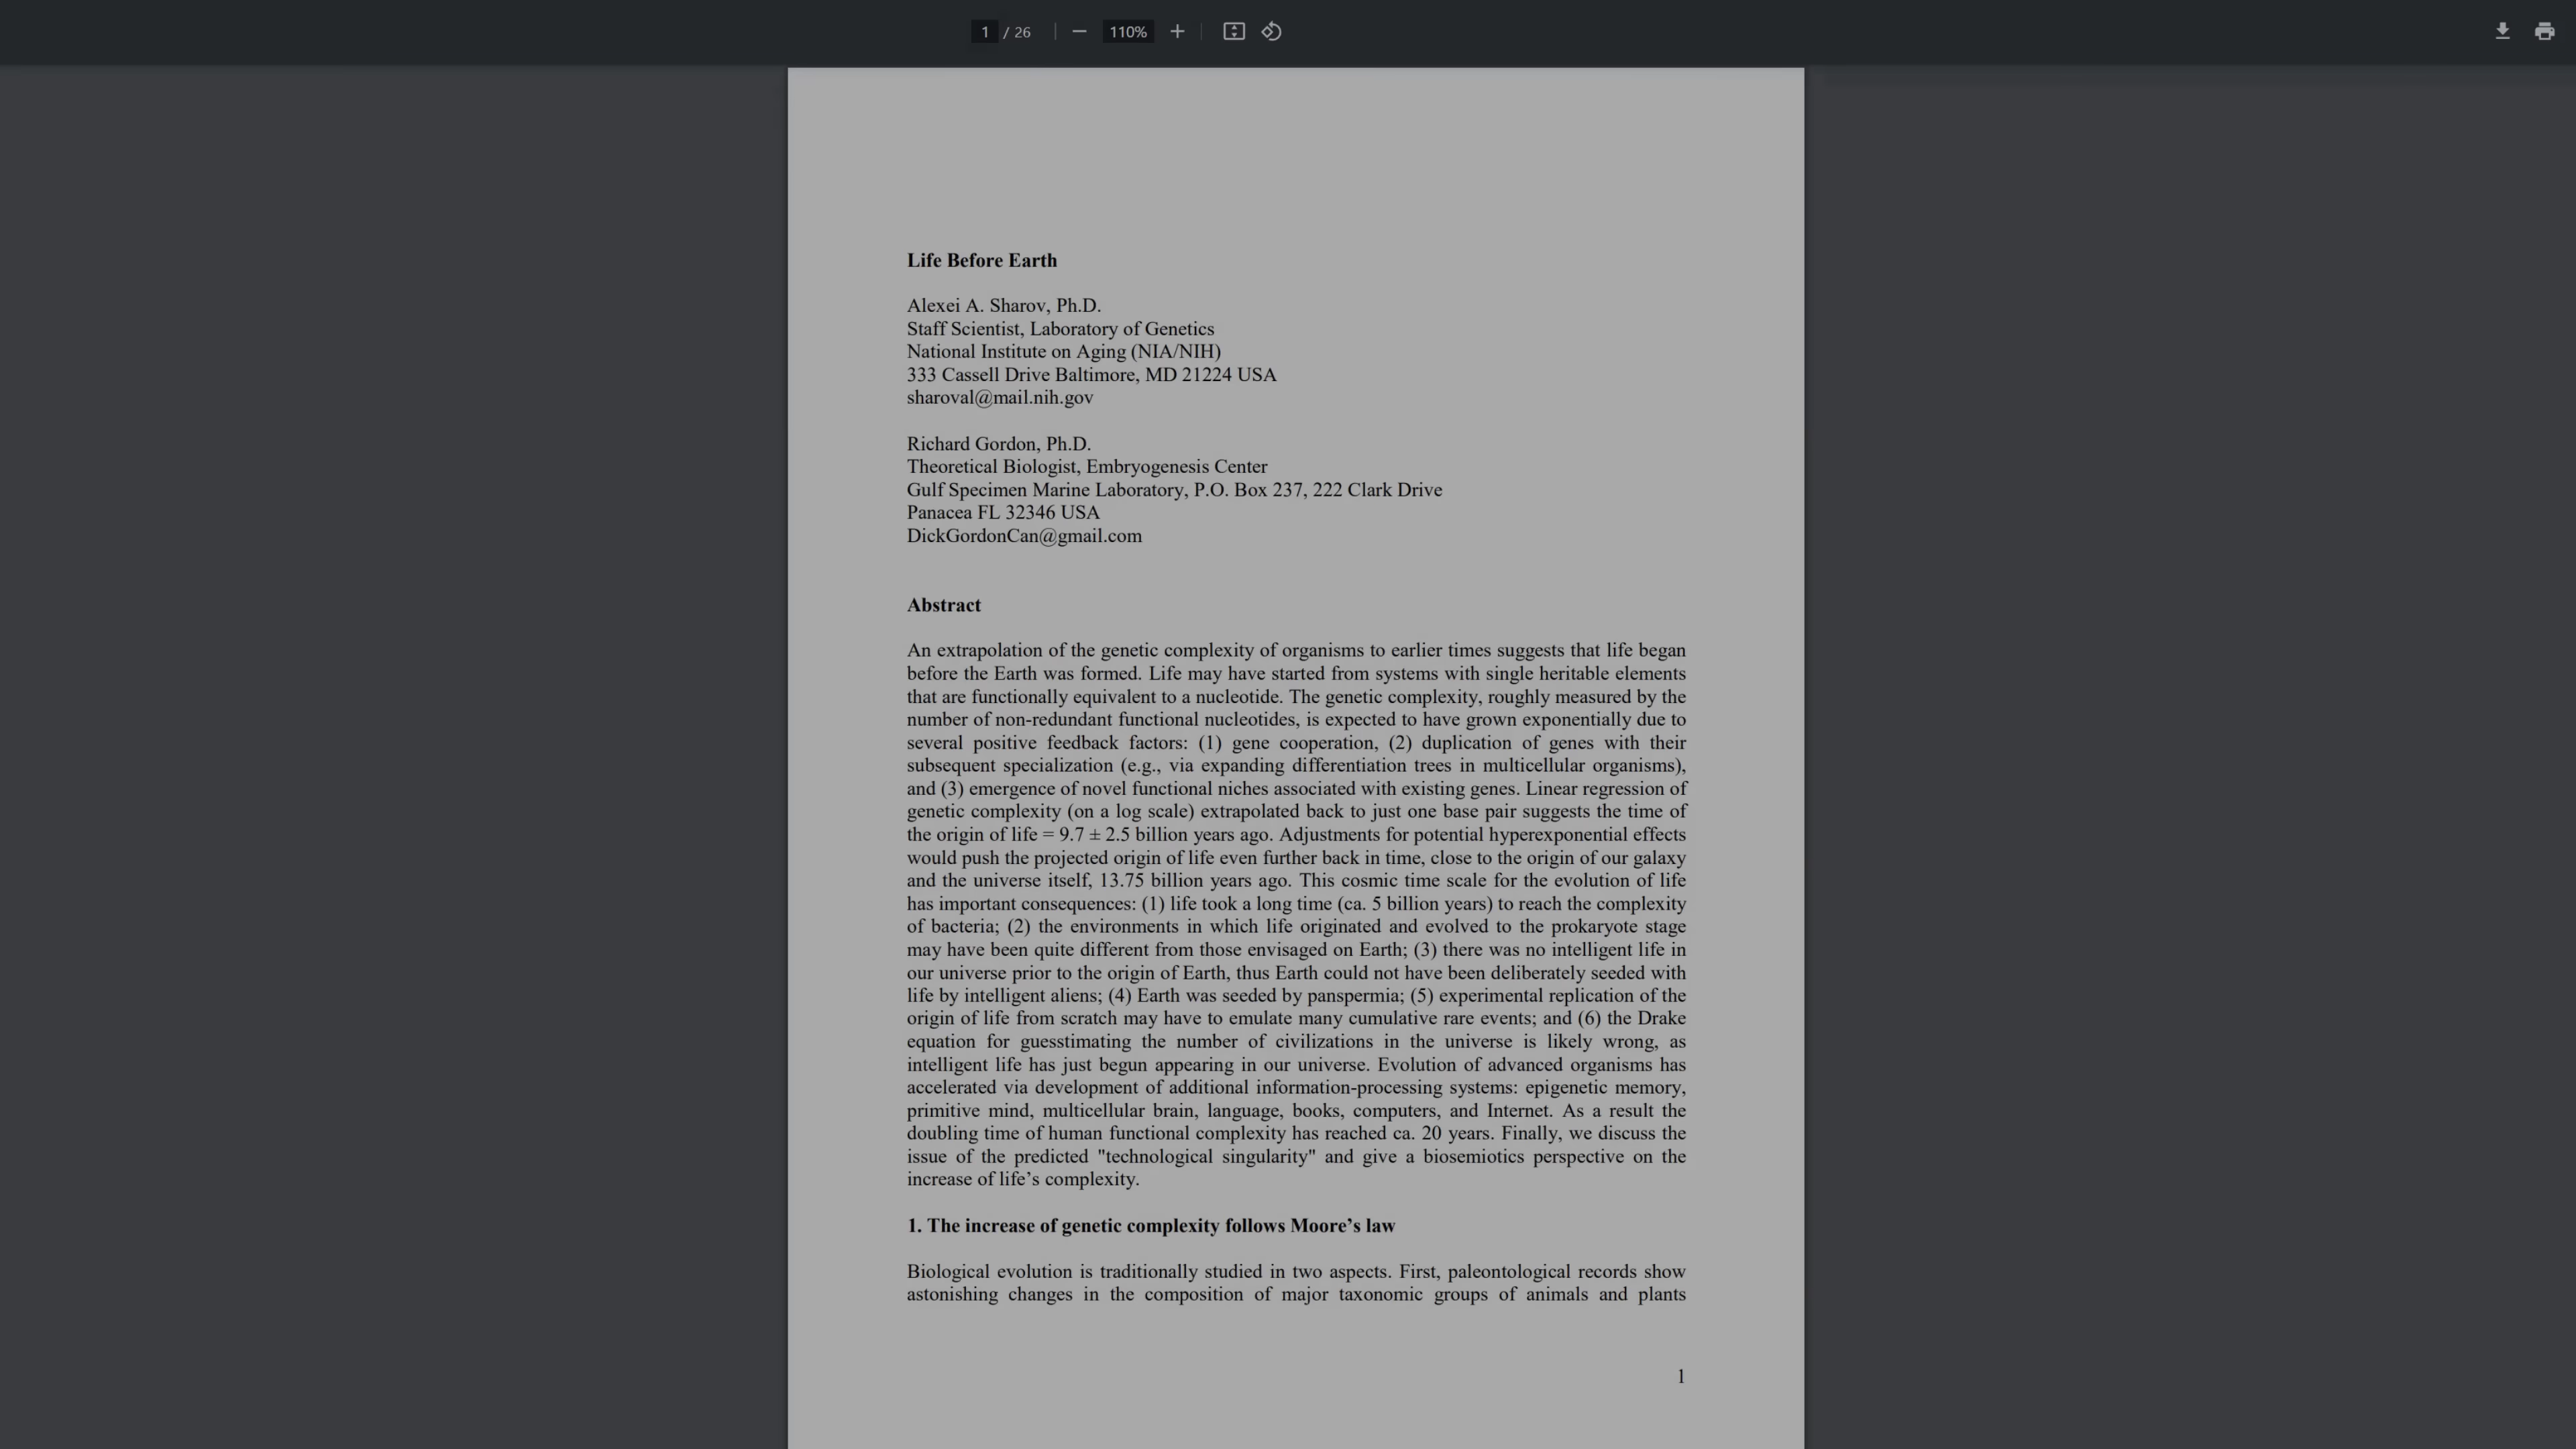 1 / 26 110%
Life Before Earth
Alexei A. Sharov, Ph.D.
Staff Scientist, Laboratory of Genetics
National Institute on Aging (NIA/NIH)
333 Cassell Drive Baltimore, MD 21224 USA
sharoval@mail.nih.gov
Richard Gordon, Ph.D.
Theoretical Biologist, Embryogenesis Center
Gulf Specimen Marine Laboratory, P.O. Box 237, 222 Clark Drive
Panacea FL 32346 USA
DickGordonCan@gmail.com
Abstract
An extrapolation of the genetic complexity of organisms to earlier times suggests that life began
before the Earth was formed. Life may have started from systems with single heritable elements
that are functionally equivalent to a nucleotide. The genetic complexity, roughly measured by the
number of non-redundant functional nucleotides, is expected to have grown exponentially due to
several positive feedback factors: (1) gene cooperation, (2) duplication of genes with their
subsequent specialization (e.g., via expanding differentiation trees in multicellular organisms),
and (3) emergence of novel functional niches associated with existing genes. Linear regression of
genetic complexity (on a log scale) extrapolated back to just one base pair suggests the time of
the origin of life = 9.7 ± 2.5 billion years ago. Adjustments for potential hyperexponential effects
would push the projected origin of life even further back in time, close to the origin of our galaxy
and the universe itself, 13.75 billion years ago. This cosmic time scale for the evolution of life
has important consequences: (1) life took a long time (ca. 5 billion years) to reach the complexity
of bacteria; (2) the environments in which life originated and evolved to the prokaryote stage
may have been quite different from those envisaged on Earth; (3) there was no intelligent life in
our universe prior to the origin of Earth, thus Earth could not have been deliberately seeded with
life by intelligent aliens; (4) Earth was seeded by panspermia; (5) experimental replication of the
origin of life from scratch may have to emulate many cumulative rare events; and (6) the Drake
equation for guesstimating the number of civilizations in the universe is likely wrong, as
intelligent life has just begun appearing in our universe. Evolution of advanced organisms has
accelerated via development of additional information-processing systems: epigenetic memory,
primitive mind, multicellular brain, language, books, computers, and Internet. As a result the
doubling time of human functional complexity has reached ca. 20 years. Finally, we discuss the
issue of the predicted "technological singularity" and give a biosemiotics perspective on the
increase of life’s complexity.
1. The increase of genetic complexity follows Moore’s law
Biological evolution is traditionally studied in two aspects. First, paleontological records show
astonishing changes in the composition of major taxonomic groups of animals and plants
1